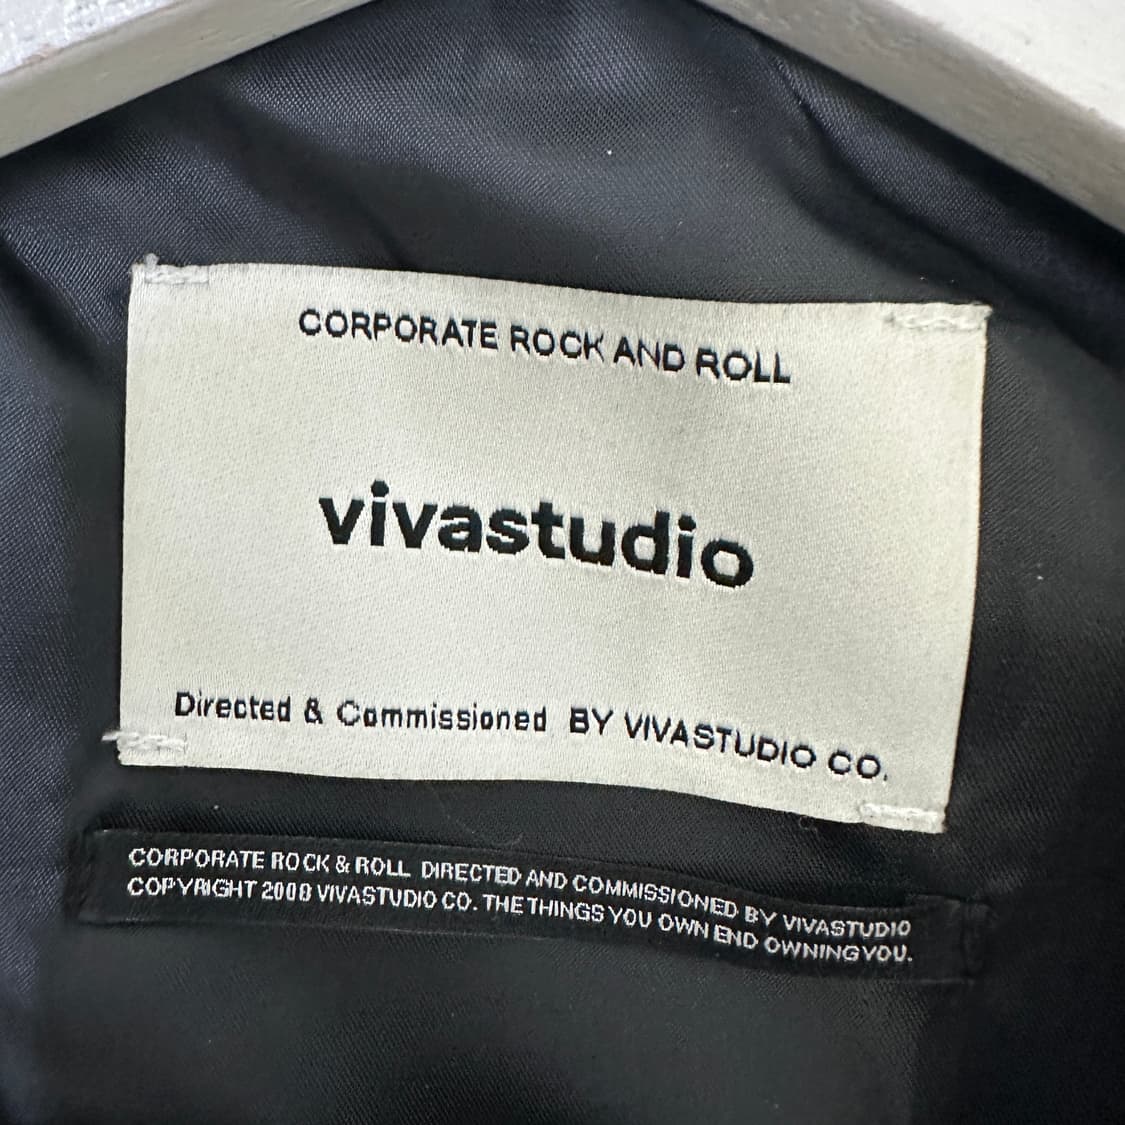 CORPORATE ROCK AND ROLL
vivastudio
Directed & Commissioned BY VIVASTUDIO CO.
CORPORATE ROCK & ROLL DIRECTED AND COMMISSIONED BY VIVASTUDIO
COPYRIGHT 2008 VIVASTUDIO CO. THE THINGS YOU OWN END OWNING YOU.